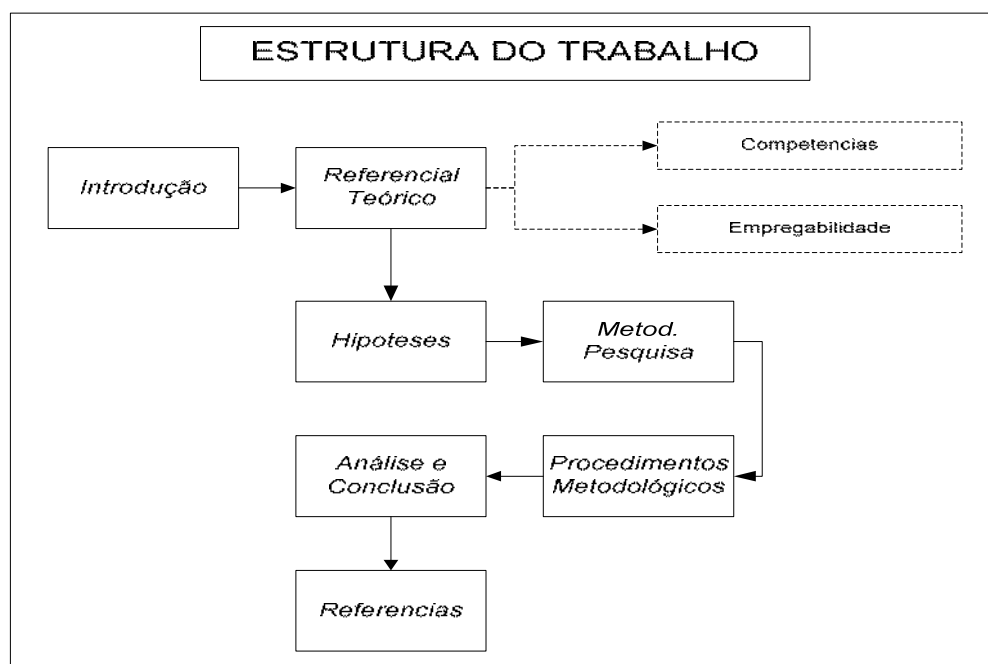 ESTRUTURA DO TRABALHO
Introdução
Referencial
Teórico
Competencias
Empregabilidade
Hipoteses
Metod.
Pesquisa
Análise e
Conclusão
Procedimentos
Metodológicos
Referencias